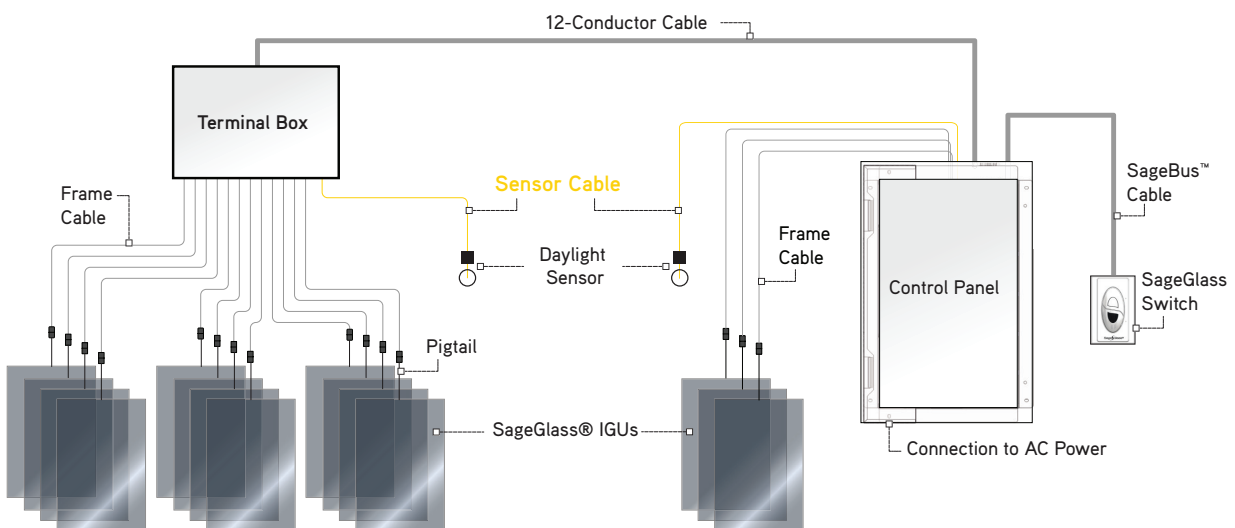 12-Conductor Cable
Terminal Box
Frame
Cable
Sensor Cable
SageBus™
Cable
Daylight
Sensor
Frame
Cable
Control Panel
SageGlass
Switch
Pigtail
SageGlass® IGUs
Connection to AC Power